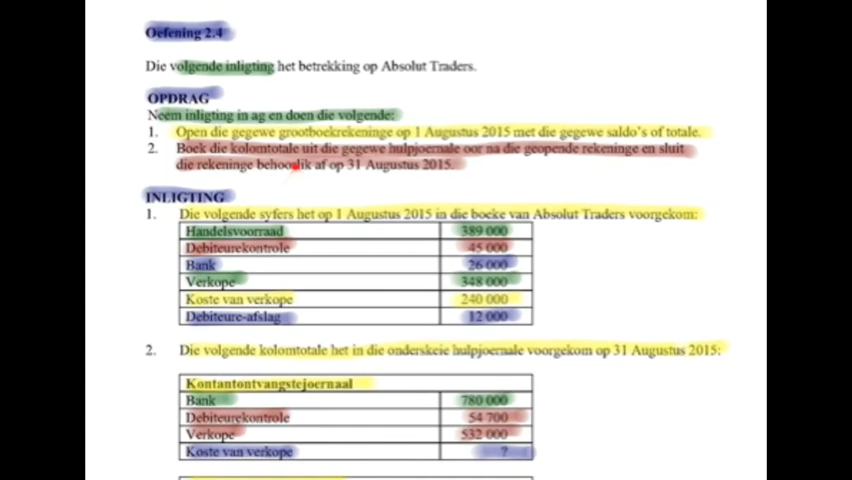 Oefening 2.4
Die volgende inligting het betrekking op Absolut Traders.
OPDRAG
Neem inligting in ag en doen die volgende:
1. Open die gegewe grootboekrekeninge op 1 Augustus 2015 met die gegewe saldo's of totale.
2. Boek die kolomtotale uit die gegewe hulpjoernale oor na die geopende rekeninge en sluit
die rekeninge behoorlik af op 31 Augustus 2015.
INLIGTING
1. Die volgende syfers het op 1 Augustus 2015 in die boeke van Absolut Traders voorgekom:
Handelsvoorraad 389 000
Debiteurekontrole 45 000
Bank 26 000
Verkope 348 000
Koste van verkope 240 000
Debiteure-afslag 12 000
2. Die volgende kolomtotale het in die onderskeie hulpjoernale voorgekom op 31 Augustus 2015:
Kontantontvangstejoernaal
Bank 780 000
Debiteurekontrole 54 700
Verkope 532 000
Koste van verkope ?